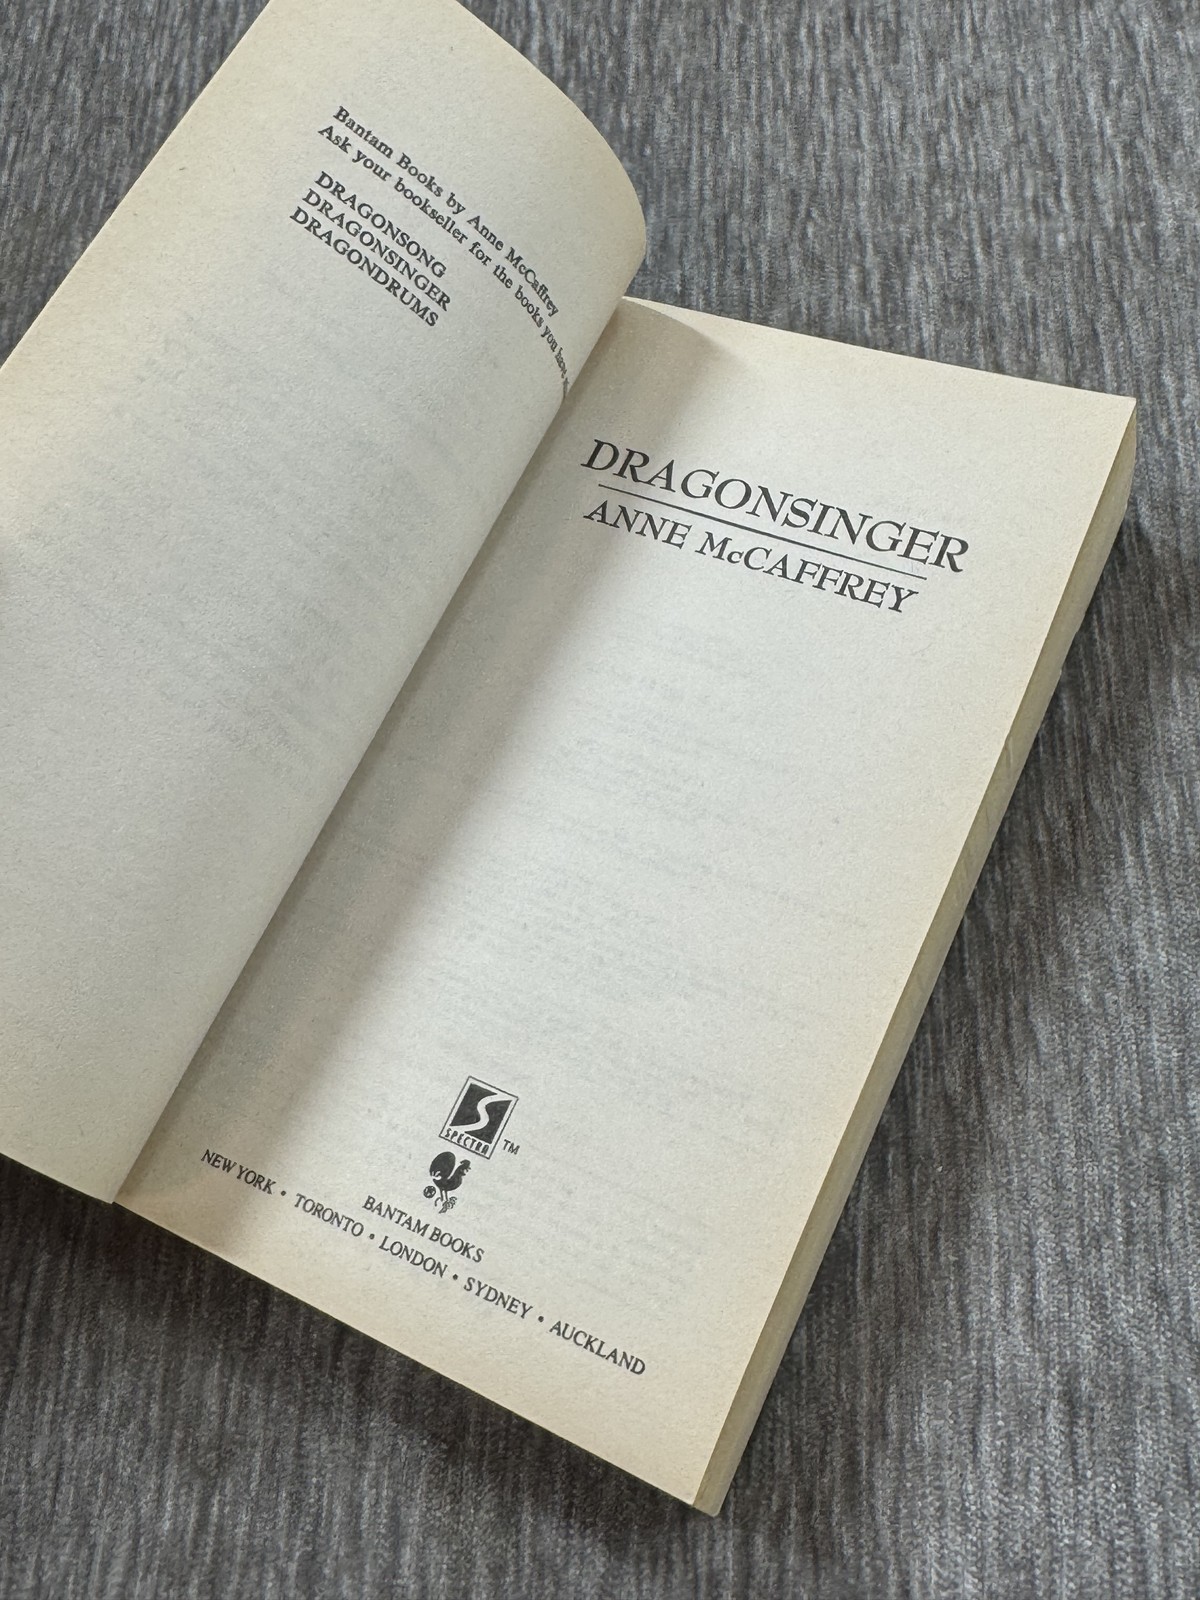 Bantam Books by Anne McCaffrey
Ask your bookseller for the books you have
DRAGONSONG
DRAGONSINGER
DRAGONDRUMS
DRAGONSINGER
ANNE McCAFFREY
S
SPECTRA ™
®
BANTAM BOOKS
NEW YORK • TORONTO • LONDON • SYDNEY • AUCKLAND